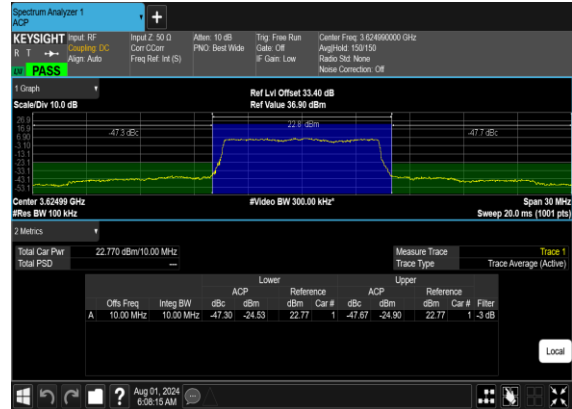 Spectrum Analyzer 1
ACP
KEYSIGHT Input: RF Input Z: 50 Ω Atten: 10 dB Trig: Free Run Center Freq: 3.624990000 GHz
R T Coupling: DC Corr CCorr PNO: Best Wide Gate: Off Avg|Hold: 150/150
Align: Auto Freq Ref: Int (S) IF Gain: Low Radio Std: None
PASS Noise Correction: Off
1 Graph Ref Lvl Offset 33.40 dB
Scale/Div 10.0 dB Ref Value 36.90 dBm
26.9
16.9
6.90
-3.10
-13.1
-23.1
-33.1
-43.1
-53.1
-47.3 dBc 22.8 dBm -47.7 dBc
Center 3.62499 GHz #Video BW 300.00 kHz* Span 30 MHz
#Res BW 100 kHz Sweep 20.0 ms (1001 pts)
2 Metrics
Total Car Pwr 22.770 dBm/10.00 MHz Measure Trace Trace 1
Total PSD --- Trace Type Trace Average (Active)
Lower Upper
ACP Reference ACP Reference
Offs Freq Integ BW dBc dBm dBm Car # dBc dBm dBm Car # Filter
A 10.00 MHz 10.00 MHz -47.30 -24.53 22.77 1 -47.67 -24.90 22.77 1 -3 dB
Local
Aug 01, 2024
6:08:15 AM